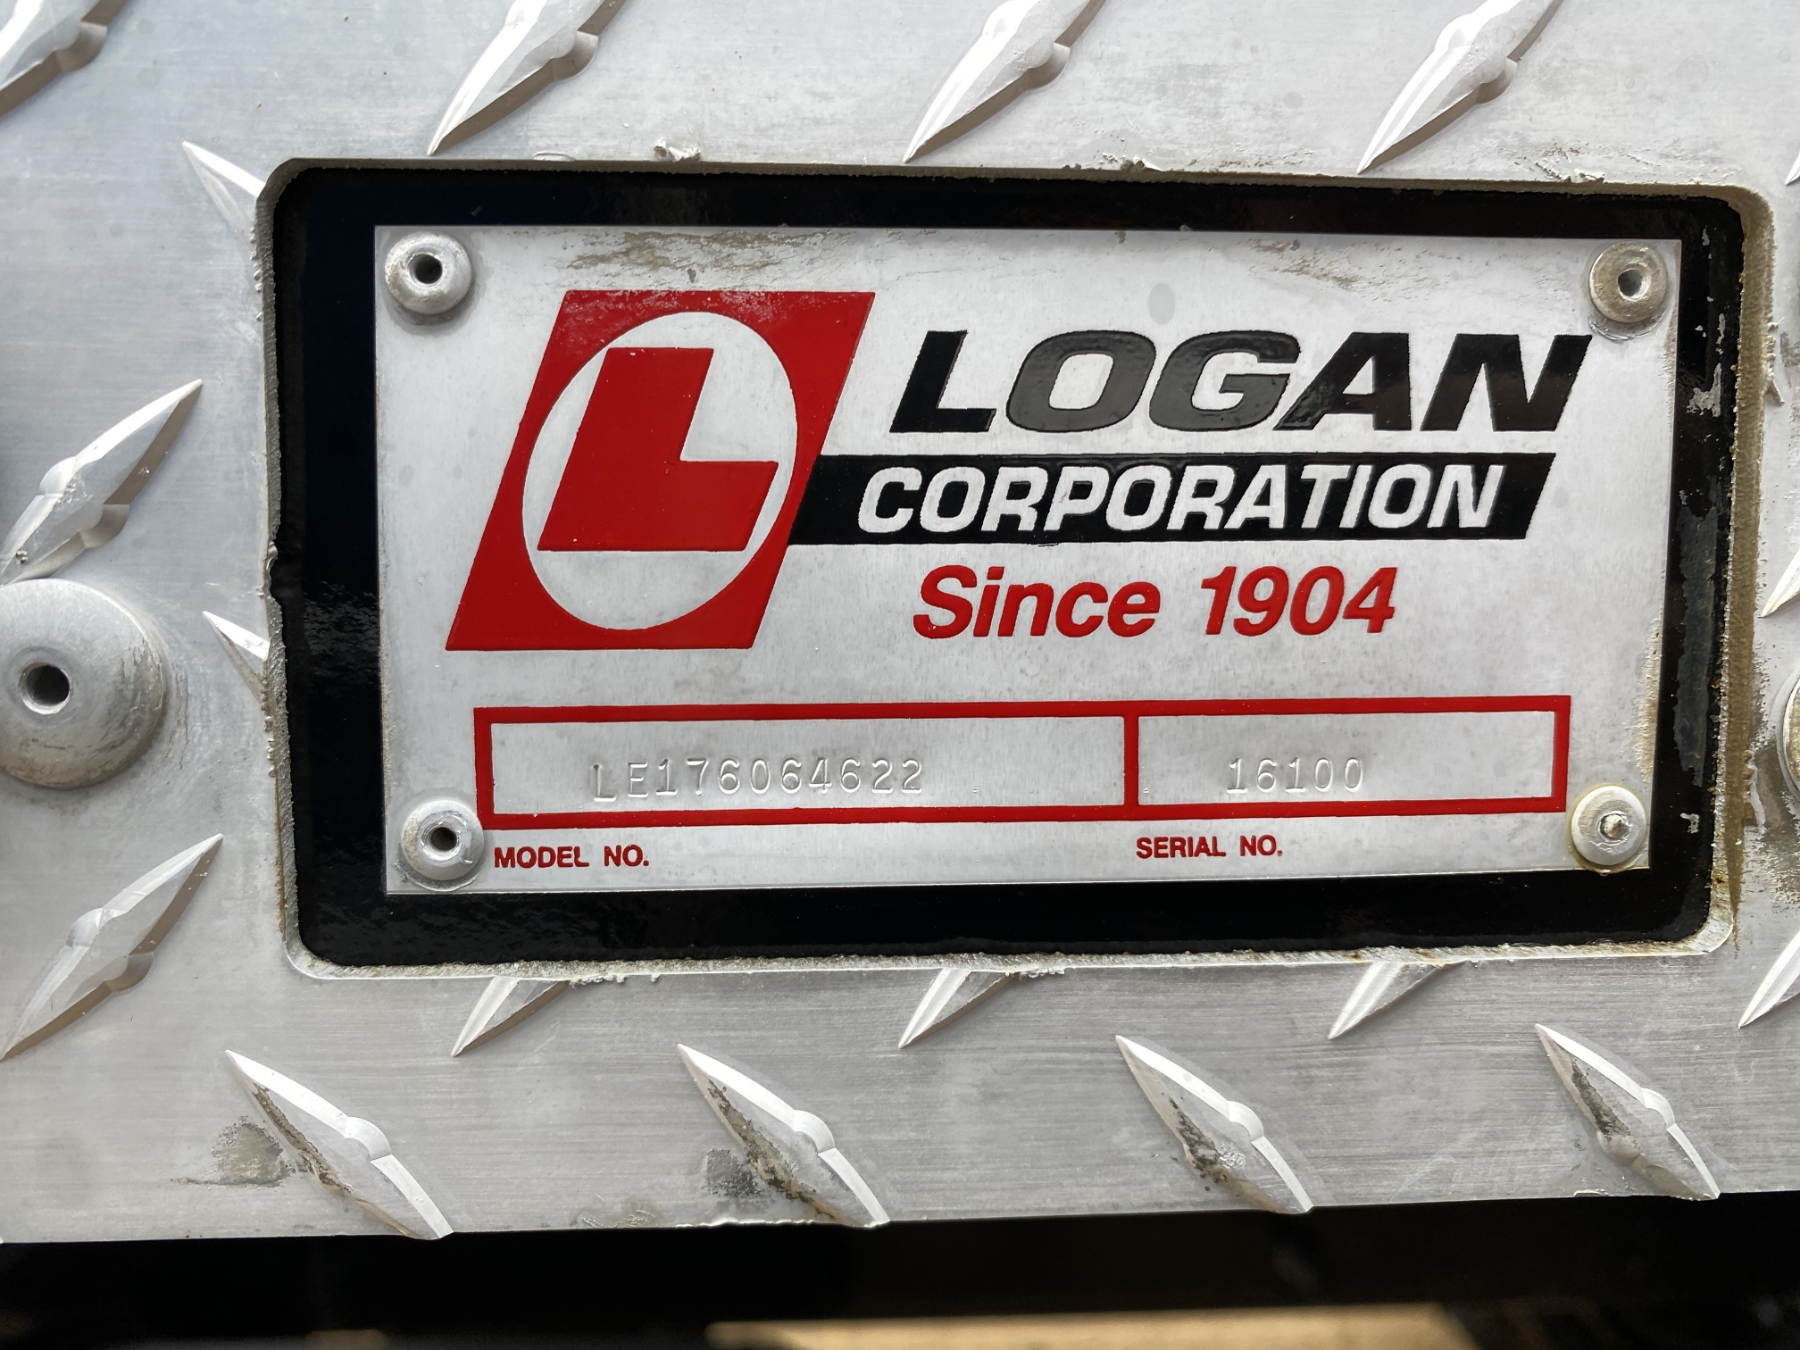 L
LOGAN
CORPORATION
Since 1904
LE176064622 16100
MODEL NO. SERIAL NO.